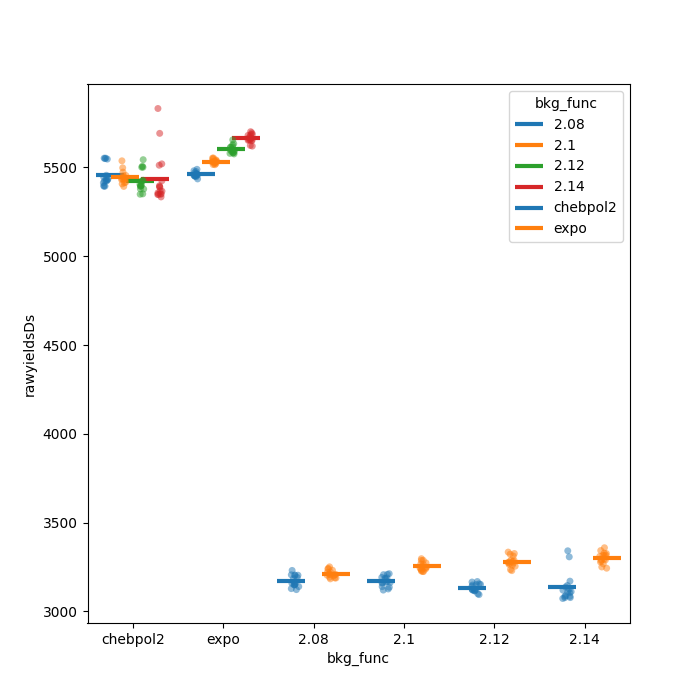 bkg_func
2.08
2.1
2.12
2.14
chebpol2
expo
rawyieldsDs
5500
5000
4500
4000
3500
3000
chebpol2 expo 2.08 2.1 2.12 2.14
bkg_func